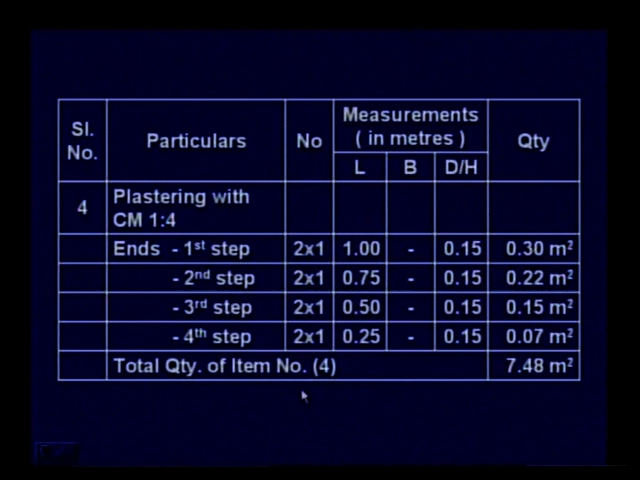 Sl. No. Particulars No Measurements ( in metres ) Qty
L B D/H
4 Plastering with CM 1:4
Ends - 1st step 2x1 1.00 - 0.15 0.30 m²
- 2nd step 2x1 0.75 - 0.15 0.22 m²
- 3rd step 2x1 0.50 - 0.15 0.15 m²
- 4th step 2x1 0.25 - 0.15 0.07 m²
Total Qty. of Item No. (4) 7.48 m²